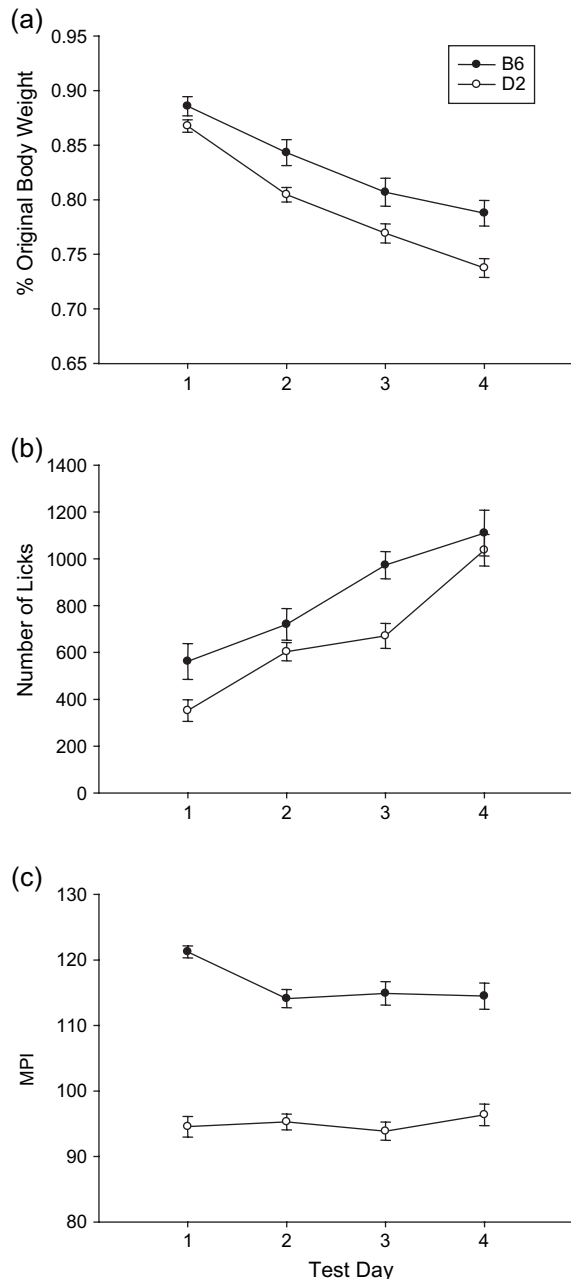 (a)
0.95
0.90
0.85
0.80
0.75
0.70
0.65
% Original Body Weight
B6
D2
1 2 3 4
(b)
1400
1200
1000
800
600
400
200
0
Number of Licks
1 2 3 4
(c)
130
120
110
100
90
80
MPI
1 2 3 4
Test Day